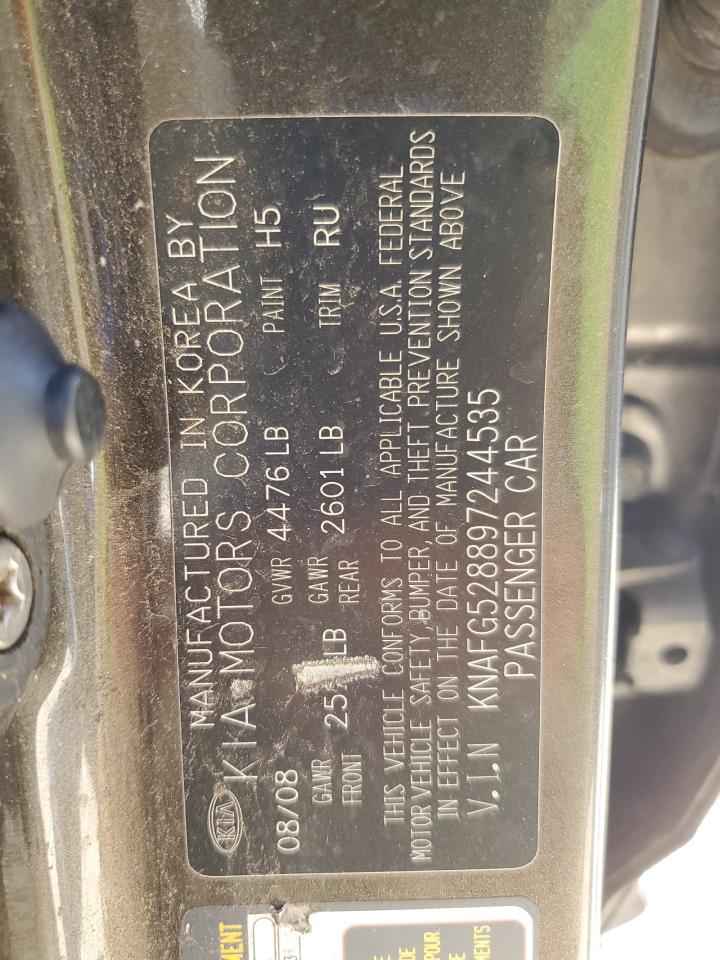 MANUFACTURED IN KOREA BY
KIA KIA MOTORS CORPORATION
08/08 GVWR 4476 LB PAINT H5
GAWR FRONT LB GAWR REAR 2601 LB TRIM RU
THIS VEHICLE CONFORMS TO ALL APPLICABLE U.S.A. FEDERAL
MOTOR VEHICLE SAFETY, BUMPER, AND THEFT PREVENTION STANDARDS
IN EFFECT ON THE DATE OF MANUFACTURE SHOWN ABOVE
V.I.N KNAFG528897244535
PASSENGER CAR